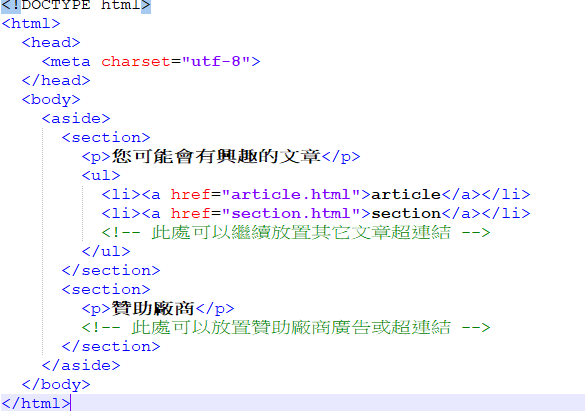 <!DOCTYPE html>
<html>
  <head>
    <meta charset="utf-8">
  </head>
  <body>
    <aside>
      <section>
        <p>您可能會有興趣的文章</p>
        <ul>
          <li><a href="article.html">article</a></li>
          <li><a href="section.html">section</a></li>
          <!-- 此處可以繼續放置其它文章超連結 -->
        </ul>
      </section>
      <section>
        <p>贊助廠商</p>
        <!-- 此處可以放置贊助廠商廣告或超連結 -->
      </section>
    </aside>
  </body>
</html>